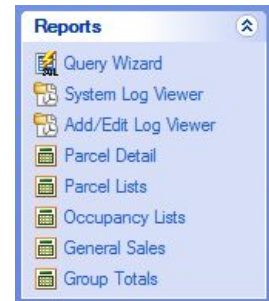 Reports
Query Wizard
System Log Viewer
Add/Edit Log Viewer
Parcel Detail
Parcel Lists
Occupancy Lists
General Sales
Group Totals